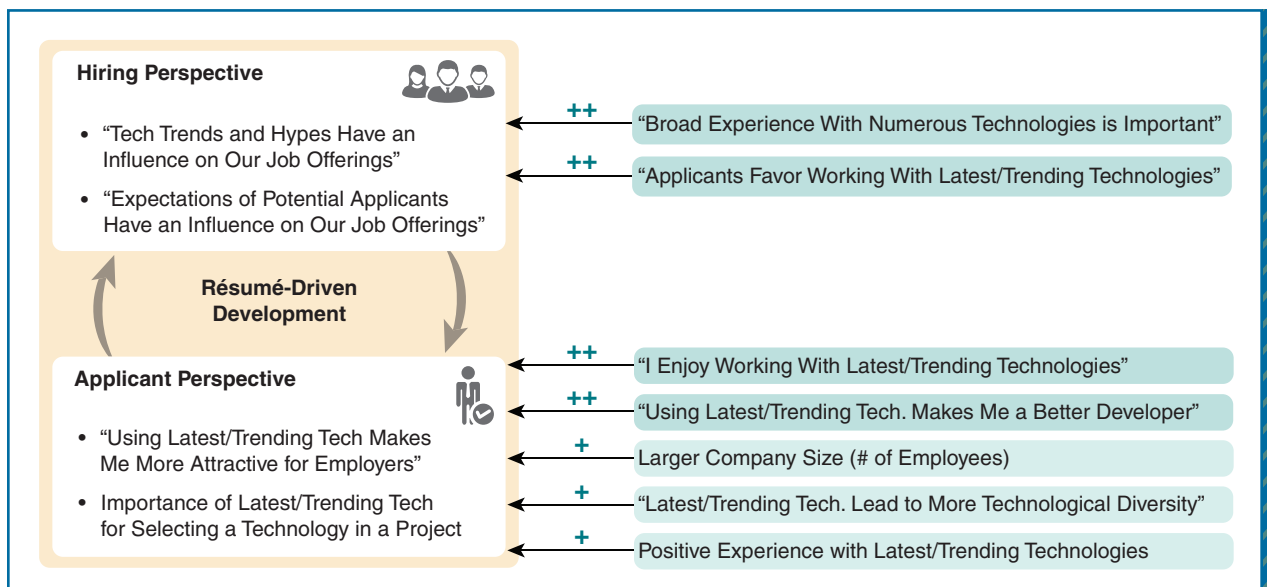 Hiring Perspective
• “Tech Trends and Hypes Have an
Influence on Our Job Offerings”
• “Expectations of Potential Applicants
Have an Influence on Our Job Offerings”
++
“Broad Experience With Numerous Technologies is Important”
++
“Applicants Favor Working With Latest/Trending Technologies”
Résumé-Driven
Development
Applicant Perspective
• “Using Latest/Trending Tech Makes
Me More Attractive for Employers”
• Importance of Latest/Trending Tech
for Selecting a Technology in a Project
++
“I Enjoy Working With Latest/Trending Technologies”
++
“Using Latest/Trending Tech. Makes Me a Better Developer”
+
Larger Company Size (# of Employees)
+
“Latest/Trending Tech. Lead to More Technological Diversity”
+
Positive Experience with Latest/Trending Technologies